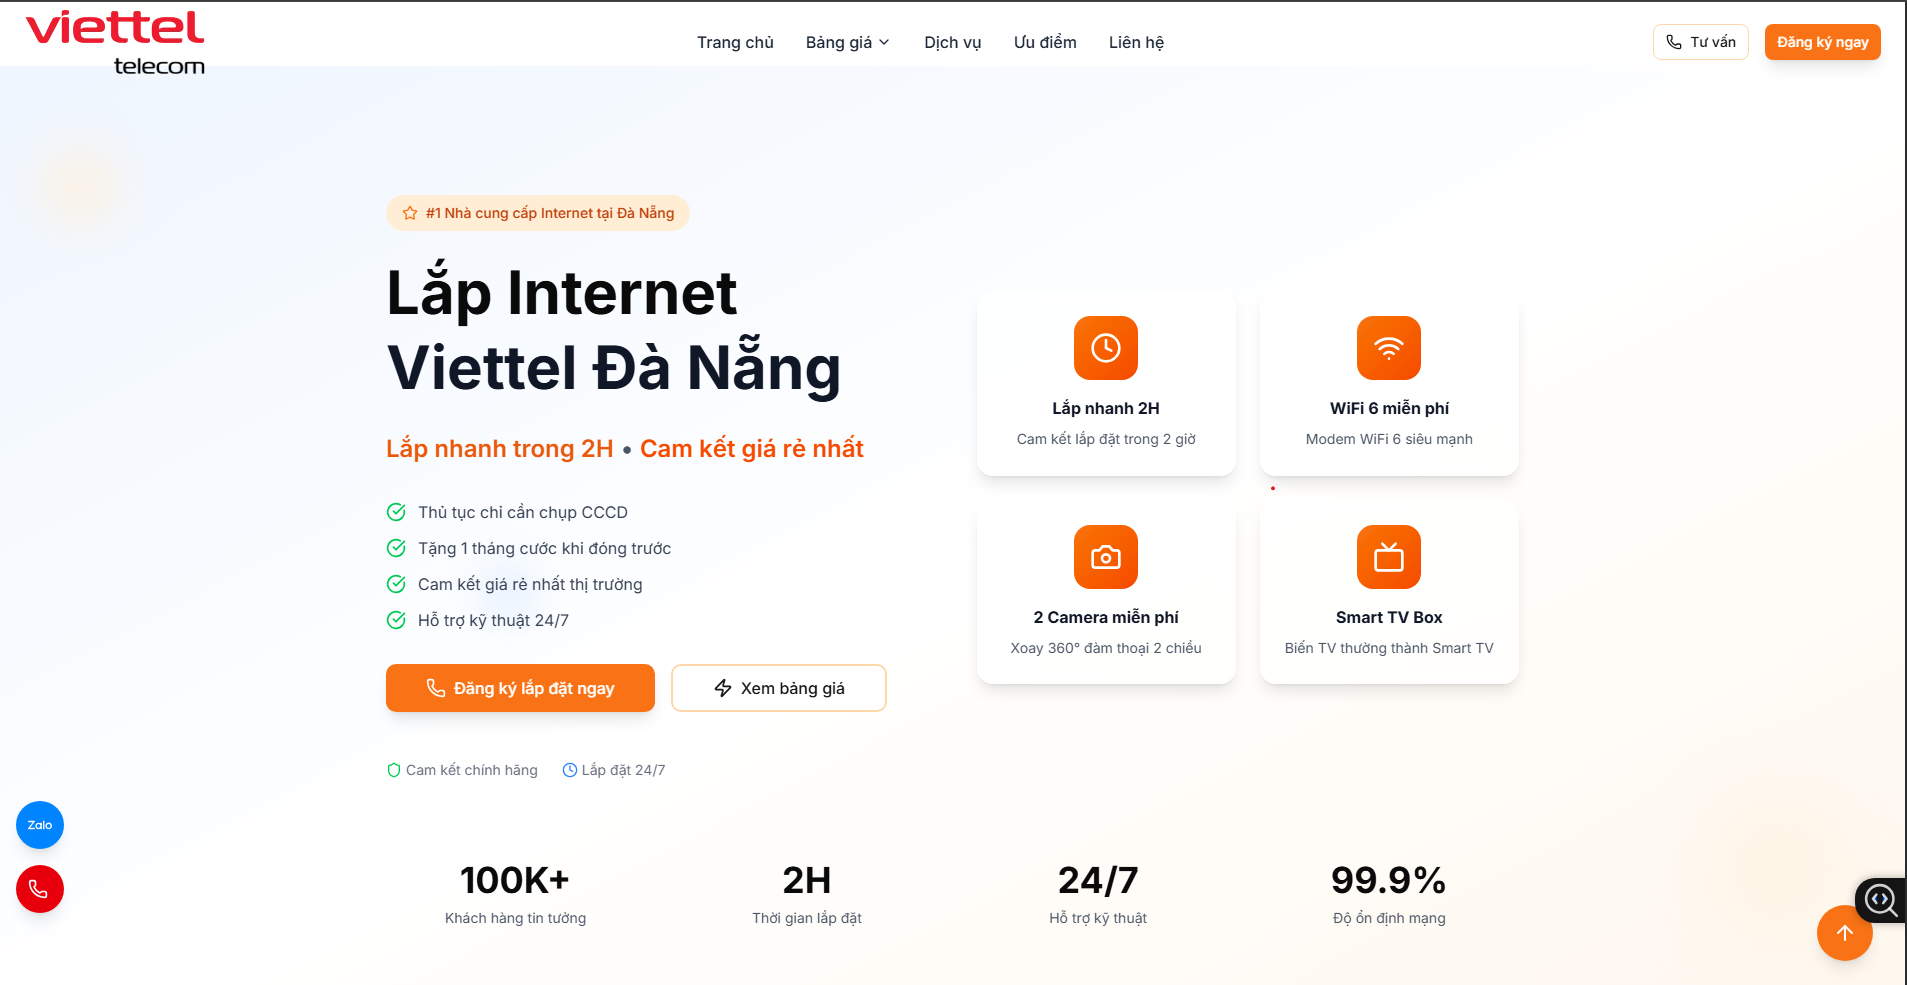 viettel
telecom
Trang chủ
Bảng giá
Dịch vụ
Ưu điểm
Liên hệ
Tư vấn
Đăng ký ngay
#1 Nhà cung cấp Internet tại Đà Nẵng
Lắp Internet
Viettel Đà Nẵng
Lắp nhanh trong 2H • Cam kết giá rẻ nhất
Thủ tục chỉ cần chụp CCCD
Tặng 1 tháng cước khi đóng trước
Cam kết giá rẻ nhất thị trường
Hỗ trợ kỹ thuật 24/7
Đăng ký lắp đặt ngay
Xem bảng giá
Cam kết chính hãng
Lắp đặt 24/7
Lắp nhanh 2H
Cam kết lắp đặt trong 2 giờ
WiFi 6 miễn phí
Modem WiFi 6 siêu mạnh
2 Camera miễn phí
Xoay 360° đàm thoại 2 chiều
Smart TV Box
Biến TV thường thành Smart TV
Zalo
100K+
Khách hàng tin tưởng
2H
Thời gian lắp đặt
24/7
Hỗ trợ kỹ thuật
99.9%
Độ ổn định mạng